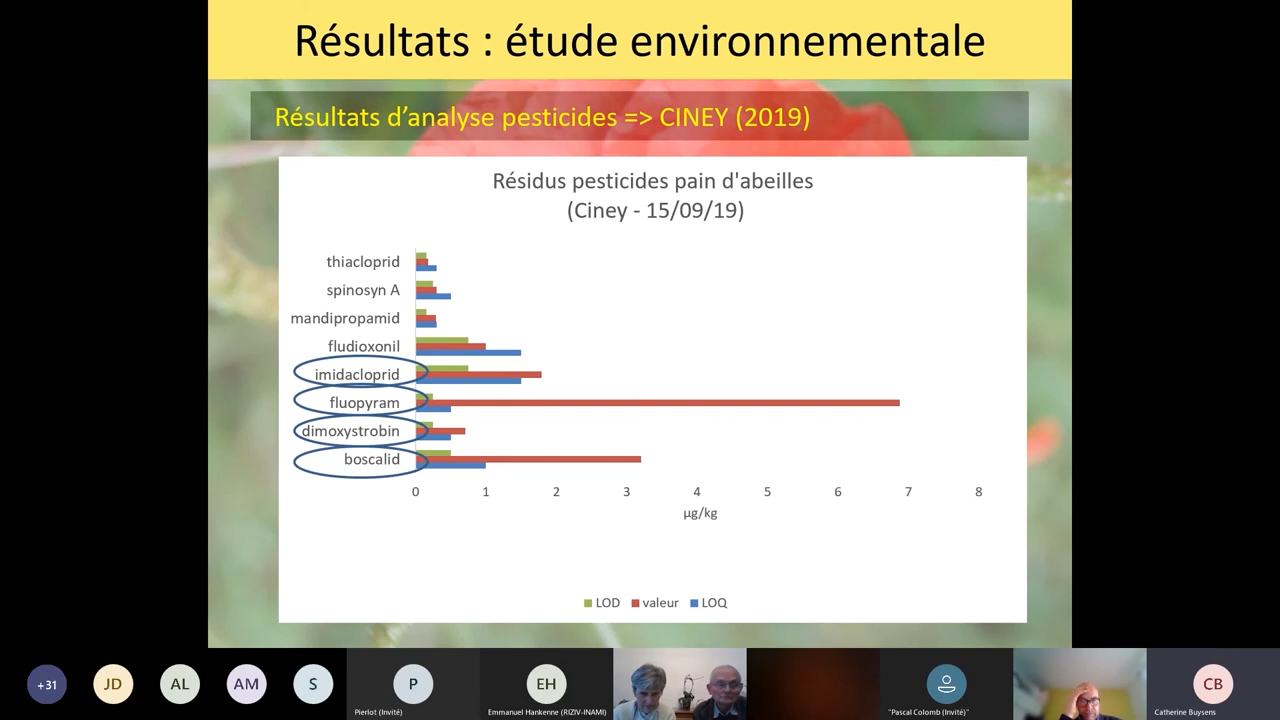 Résultats : étude environnementale
Résultats d'analyse pesticides => CINEY (2019)
Résidus pesticides pain d'abeilles
(Ciney - 15/09/19)
thiacloprid
spinosyn A
mandipropamid
fludioxonil
imidacloprid
fluopyram
dimoxystrobin
boscalid
0 1 2 3 4 5 6 7 8
µg/kg
LOD valeur LOQ
+31 JD AL AM S P EH CB
Pierlot (Invité) Emmanuel Hankenne (RIZIV-INAMI) "Pascal Colomb (Invité)" Catherine Buysens